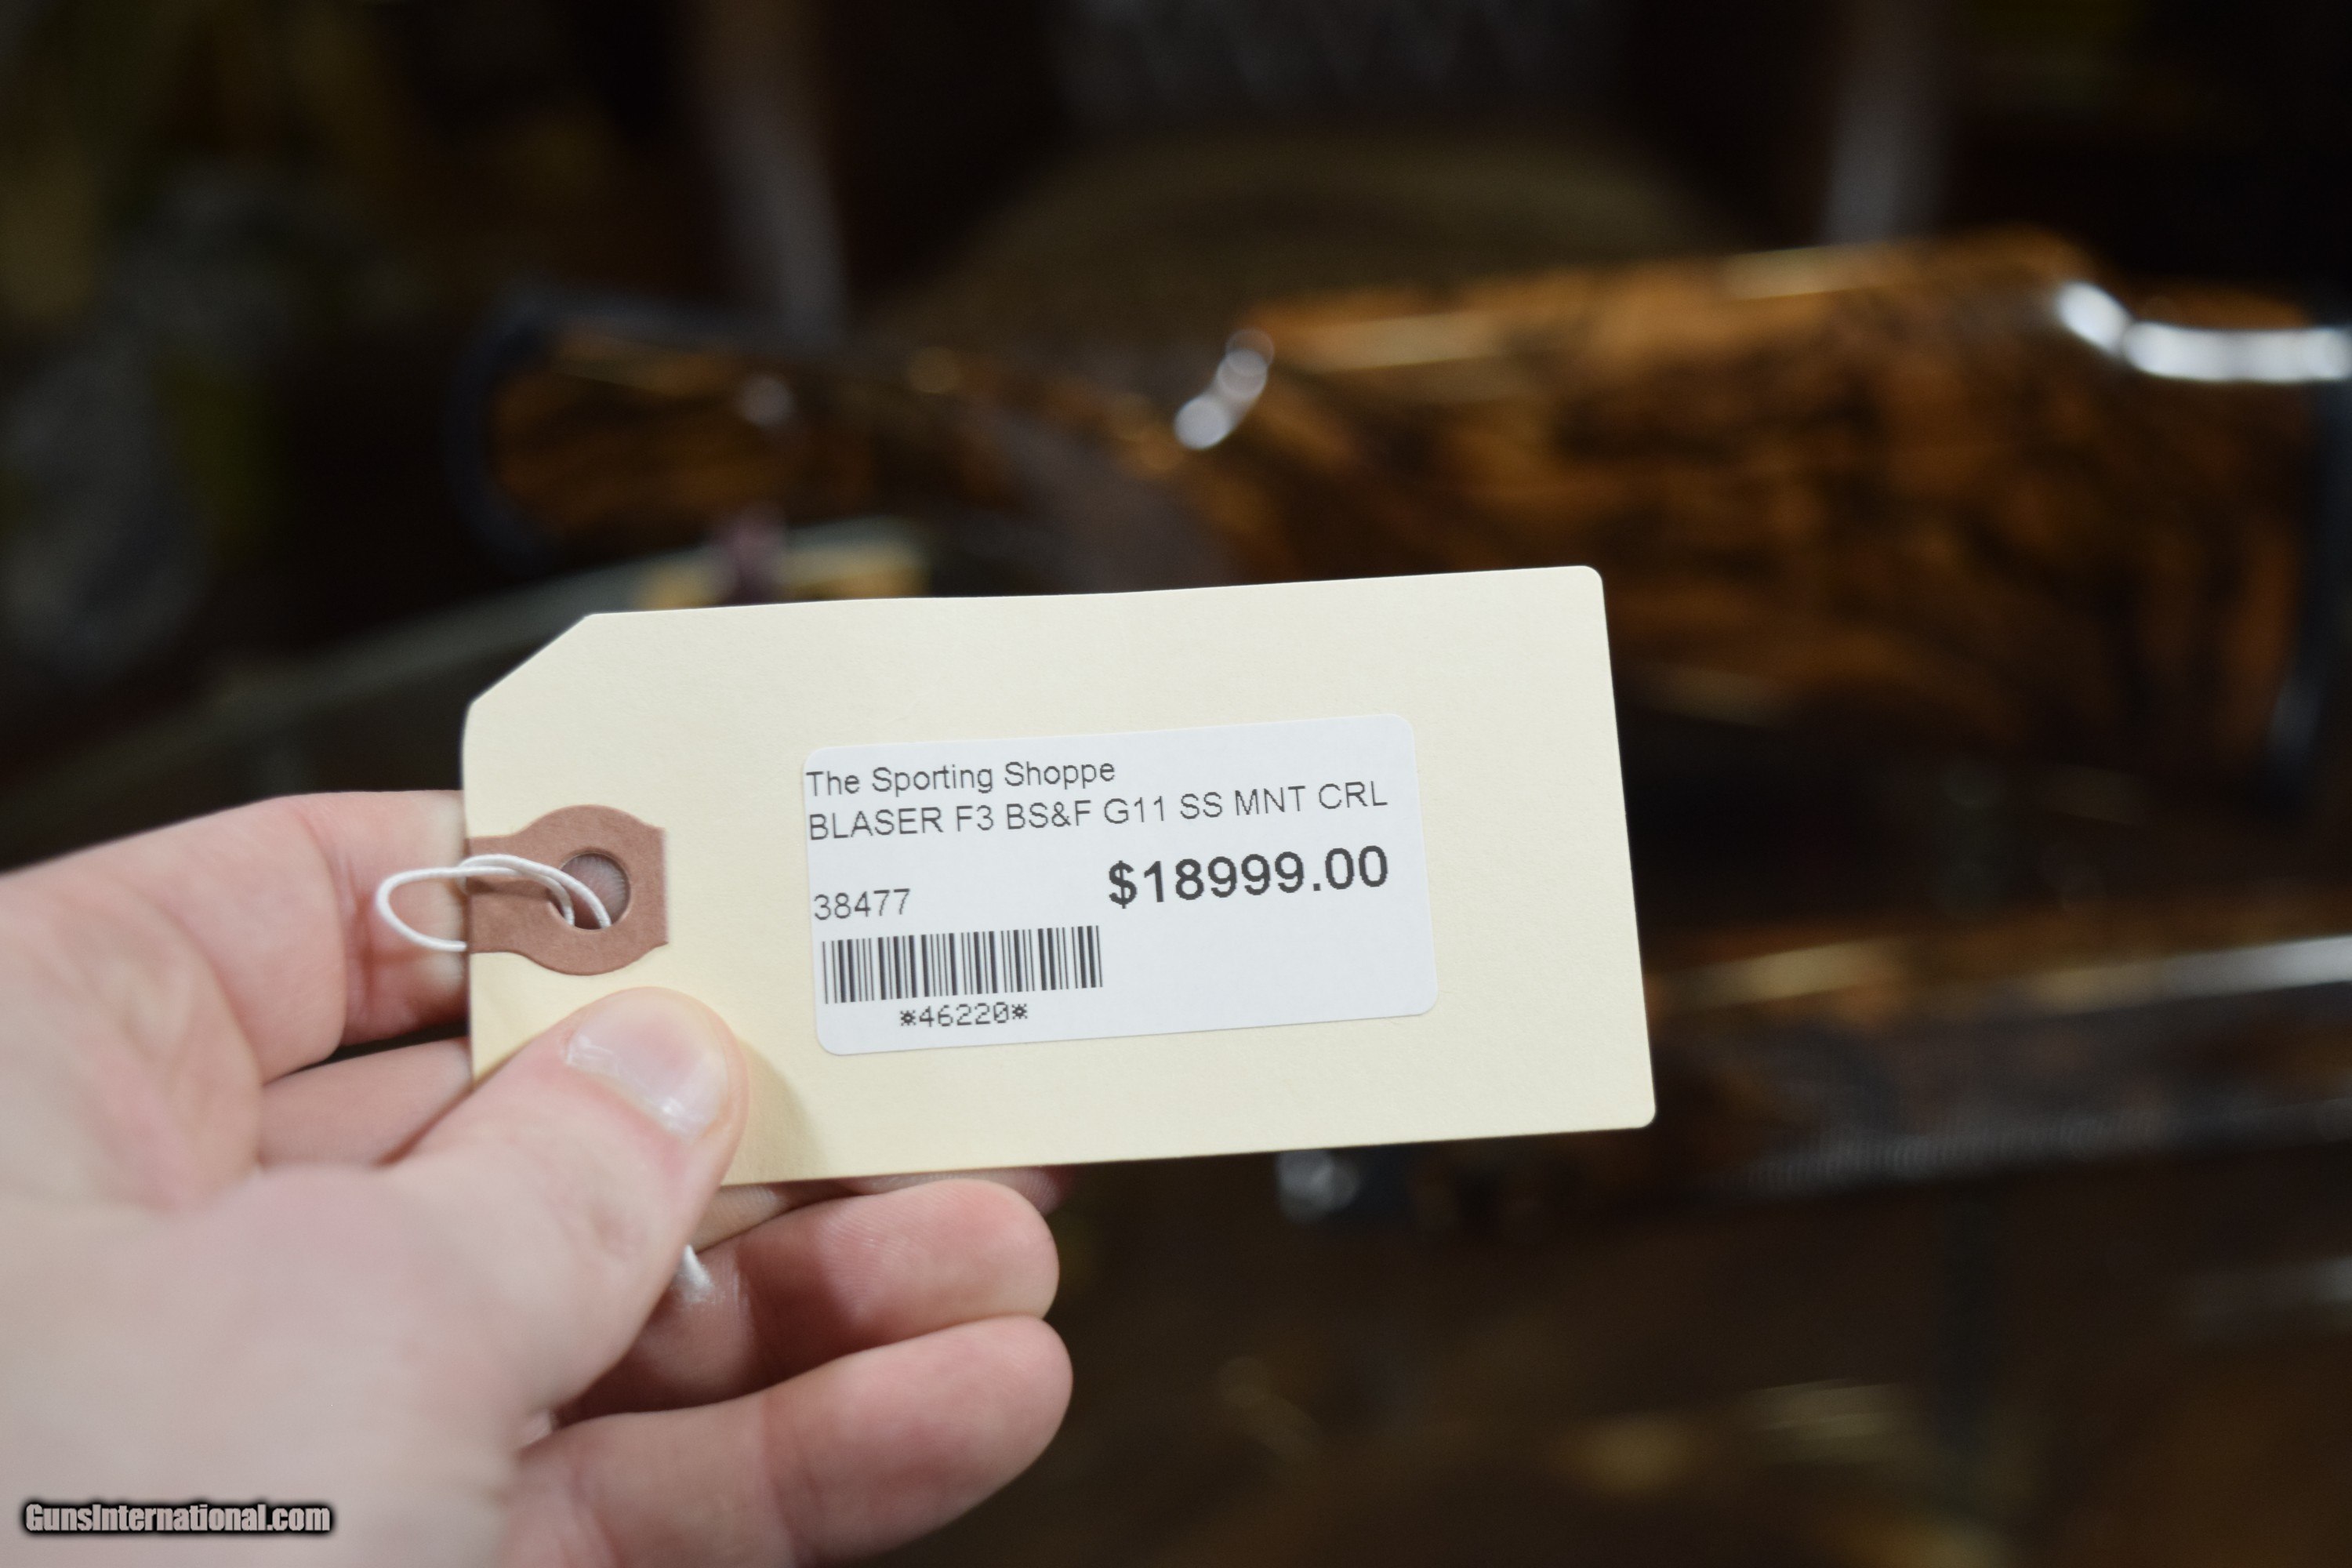 The Sporting Shoppe
BLASER F3 BS&F G11 SS MNT CRL
38477 $18999.00
*46220*
GunsInternational.com